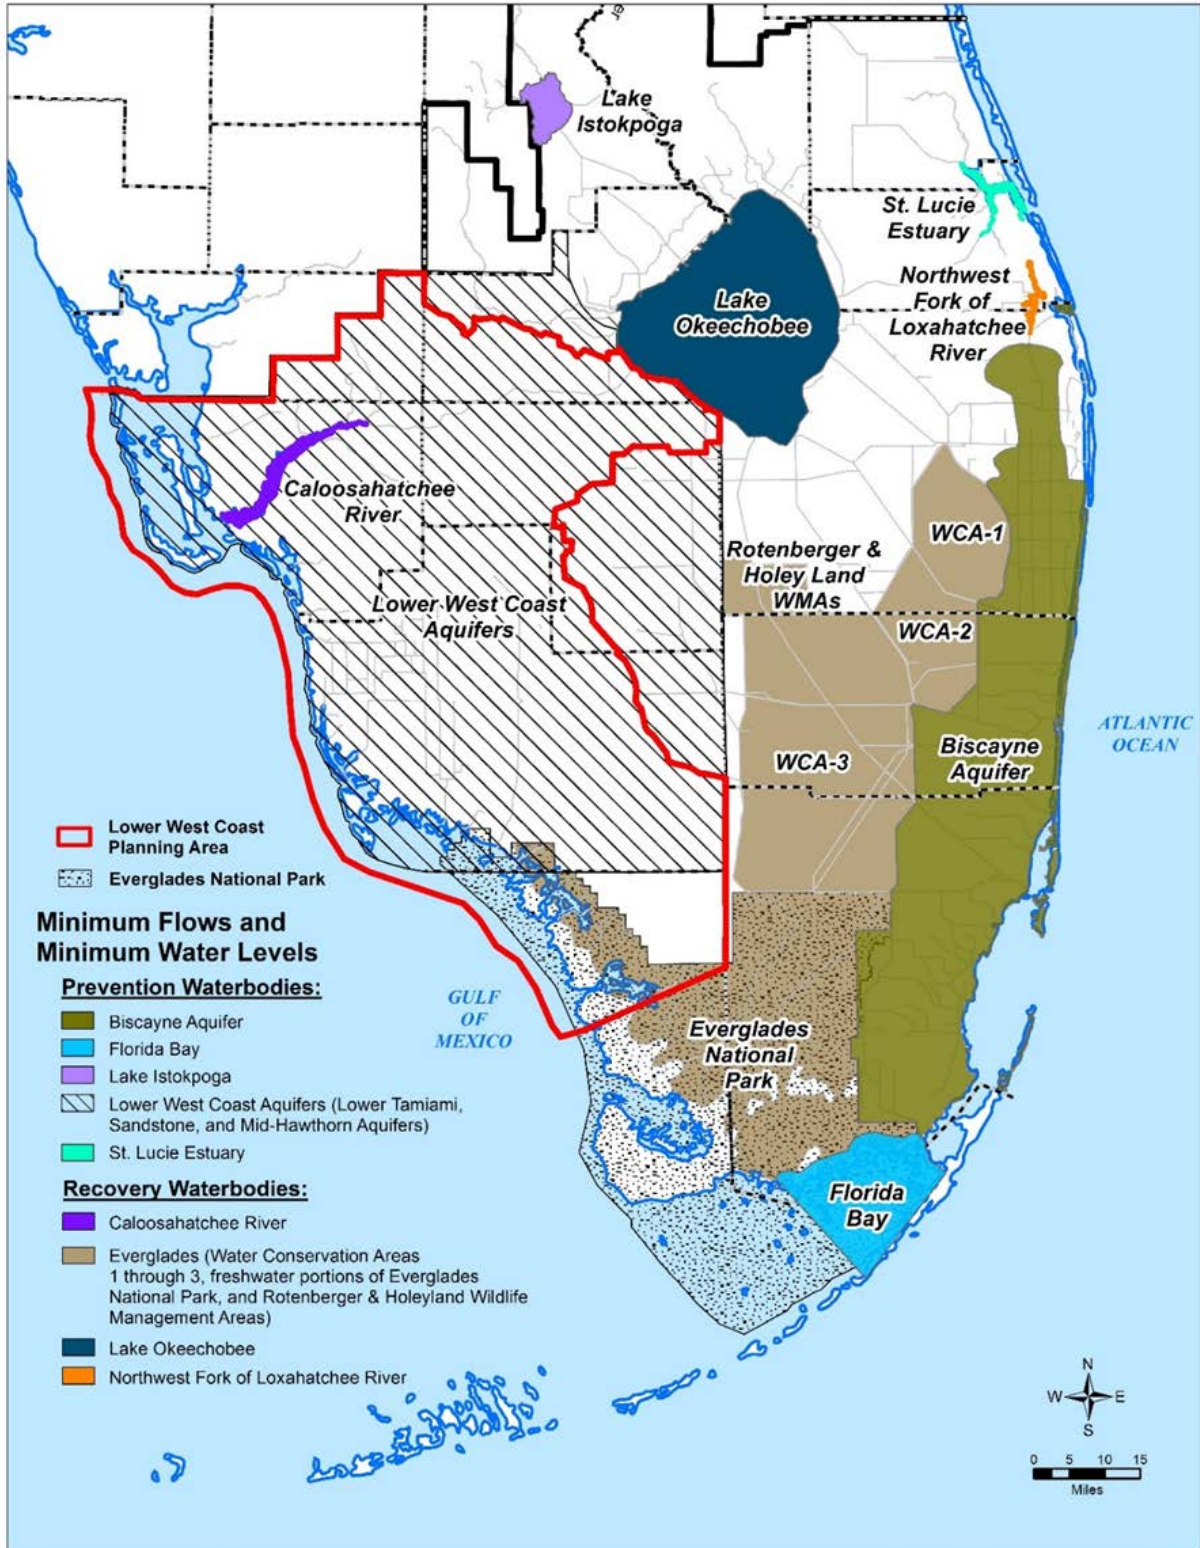 er
Lake
Istokpoga
St. Lucie
Estuary
Northwest
Fork of
Loxahatchee
River
Lake
Okeechobee
Caloosahatchee
River
WCA-1
Rotenberger &
Holey Land
WMAs
Lower West Coast
Aquifers
WCA-2
ATLANTIC
OCEAN
Biscayne
Aquifer
WCA-3
Lower West Coast
Planning Area
Everglades National Park
Minimum Flows and
Minimum Water Levels
Prevention Waterbodies:
Biscayne Aquifer
Florida Bay
Lake Istokpoga
Lower West Coast Aquifers (Lower Tamiami,
Sandstone, and Mid-Hawthorn Aquifers)
St. Lucie Estuary
Recovery Waterbodies:
Caloosahatchee River
Everglades (Water Conservation Areas
1 through 3, freshwater portions of Everglades
National Park, and Rotenberger & Holeyland Wildlife
Management Areas)
Lake Okeechobee
Northwest Fork of Loxahatchee River
GULF
OF
MEXICO
Everglades
National
Park
Florida
Bay
N
W E
S
0 5 10 15
Miles